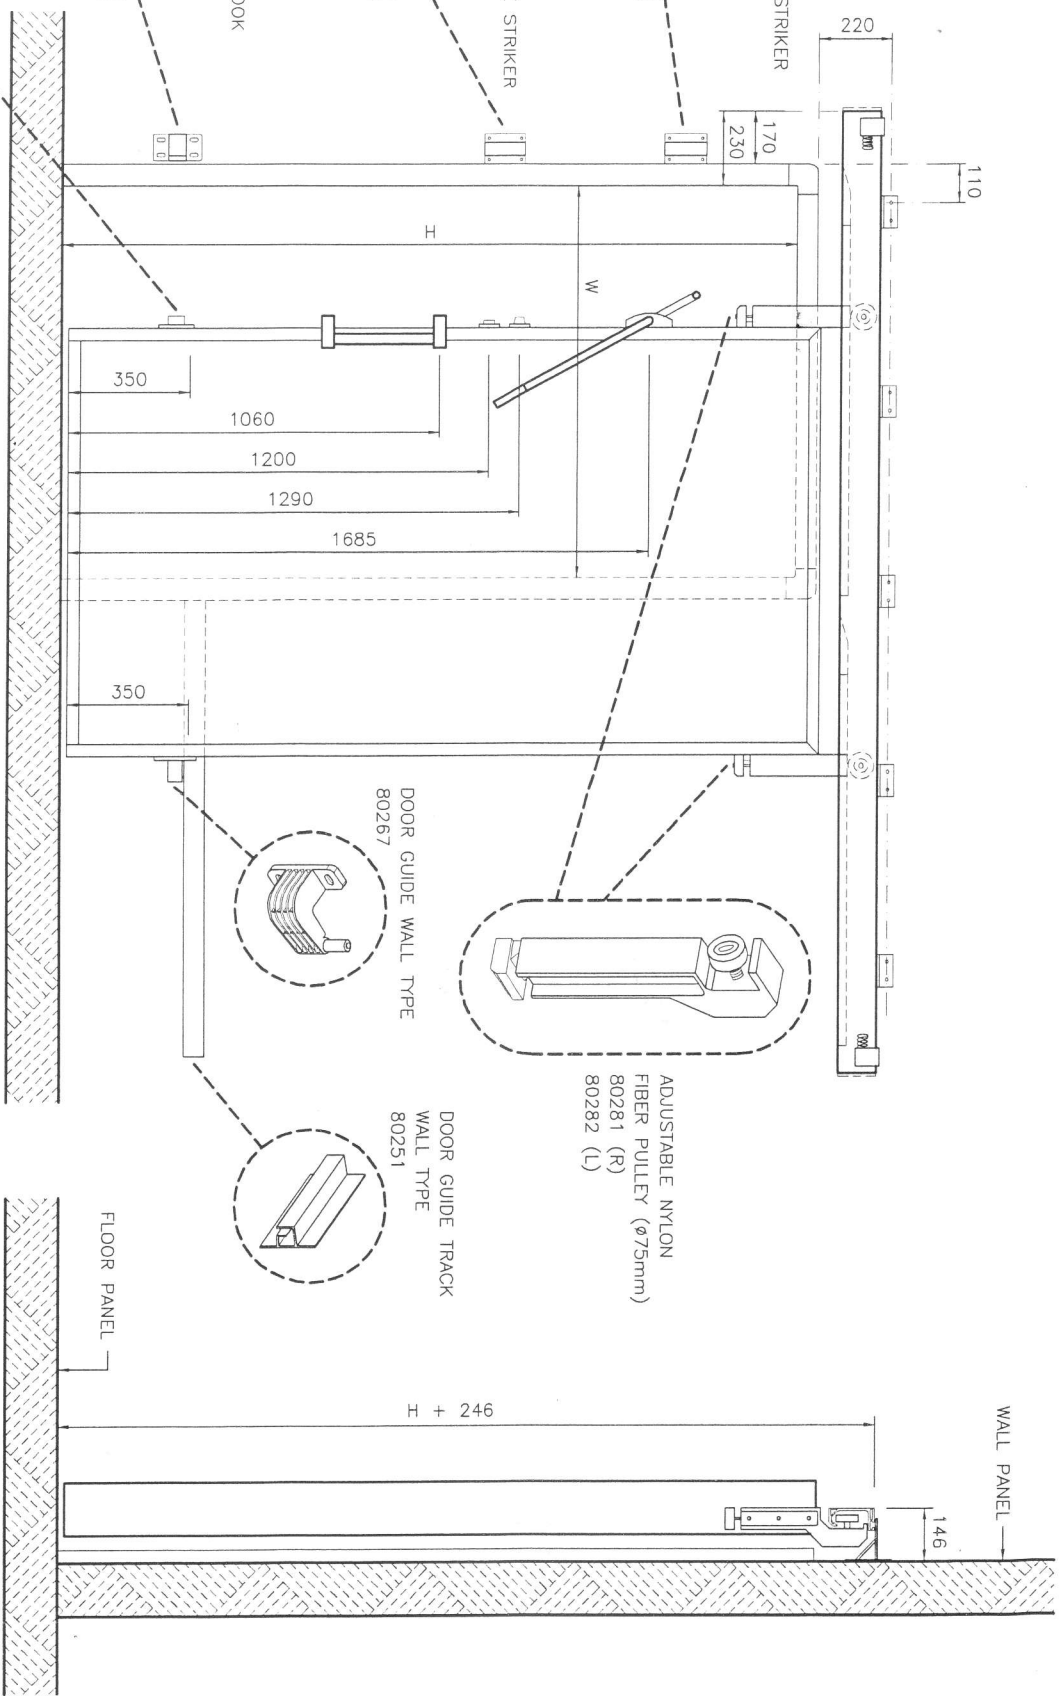 STRIKER
220
170
230
110
STRIKER
OOK
H
W
350
1060
1200
1290
1685
350
DOOR GUIDE WALL TYPE
80267
ADJUSTABLE NYLON
FIBER PULLEY (ø75mm)
80281 (R)
80282 (L)
DOOR GUIDE TRACK
WALL TYPE
80251
FLOOR PANEL
H + 246
WALL PANEL
146